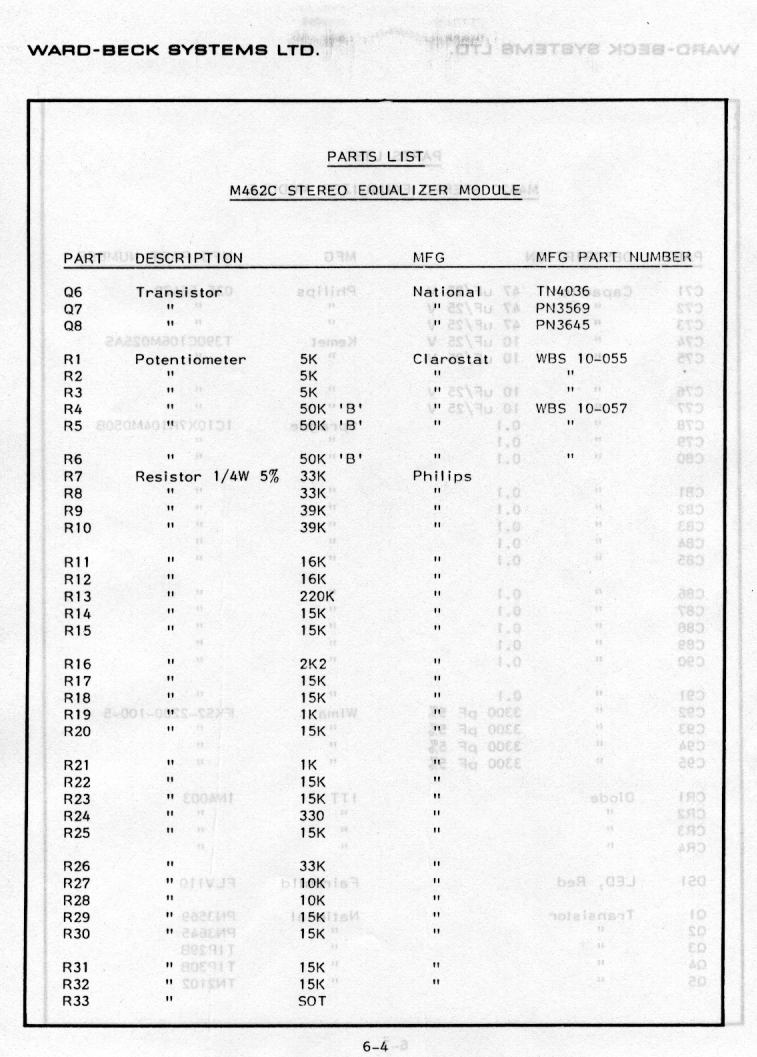 WARD-BECK SYSTEMS LTD.
PARTS LIST
M462C STEREO EQUALIZER MODULE
PART DESCRIPTION MFG MFG PART NUMBER
Q6 Transistor National TN4036
Q7 " " PN3569
Q8 " " PN3645
R1 Potentiometer 5K Clarostat WBS 10-055
R2 " 5K " "
R3 " 5K " "
R4 " 50K 'B' " WBS 10-057
R5 " 50K 'B' " "
R6 " 50K 'B' " "
R7 Resistor 1/4W 5% 33K Philips
R8 " 33K "
R9 " 39K "
R10 " 39K "
R11 " 16K "
R12 " 16K "
R13 " 220K "
R14 " 15K "
R15 " 15K "
R16 " 2K2 "
R17 " 15K "
R18 " 15K "
R19 " 1K "
R20 " 15K "
R21 " 1K "
R22 " 15K "
R23 " 15K "
R24 " 330 "
R25 " 15K "
R26 " 33K "
R27 " 10K "
R28 " 10K "
R29 " 15K "
R30 " 15K "
R31 " 15K "
R32 " 15K "
R33 " SOT
6-4